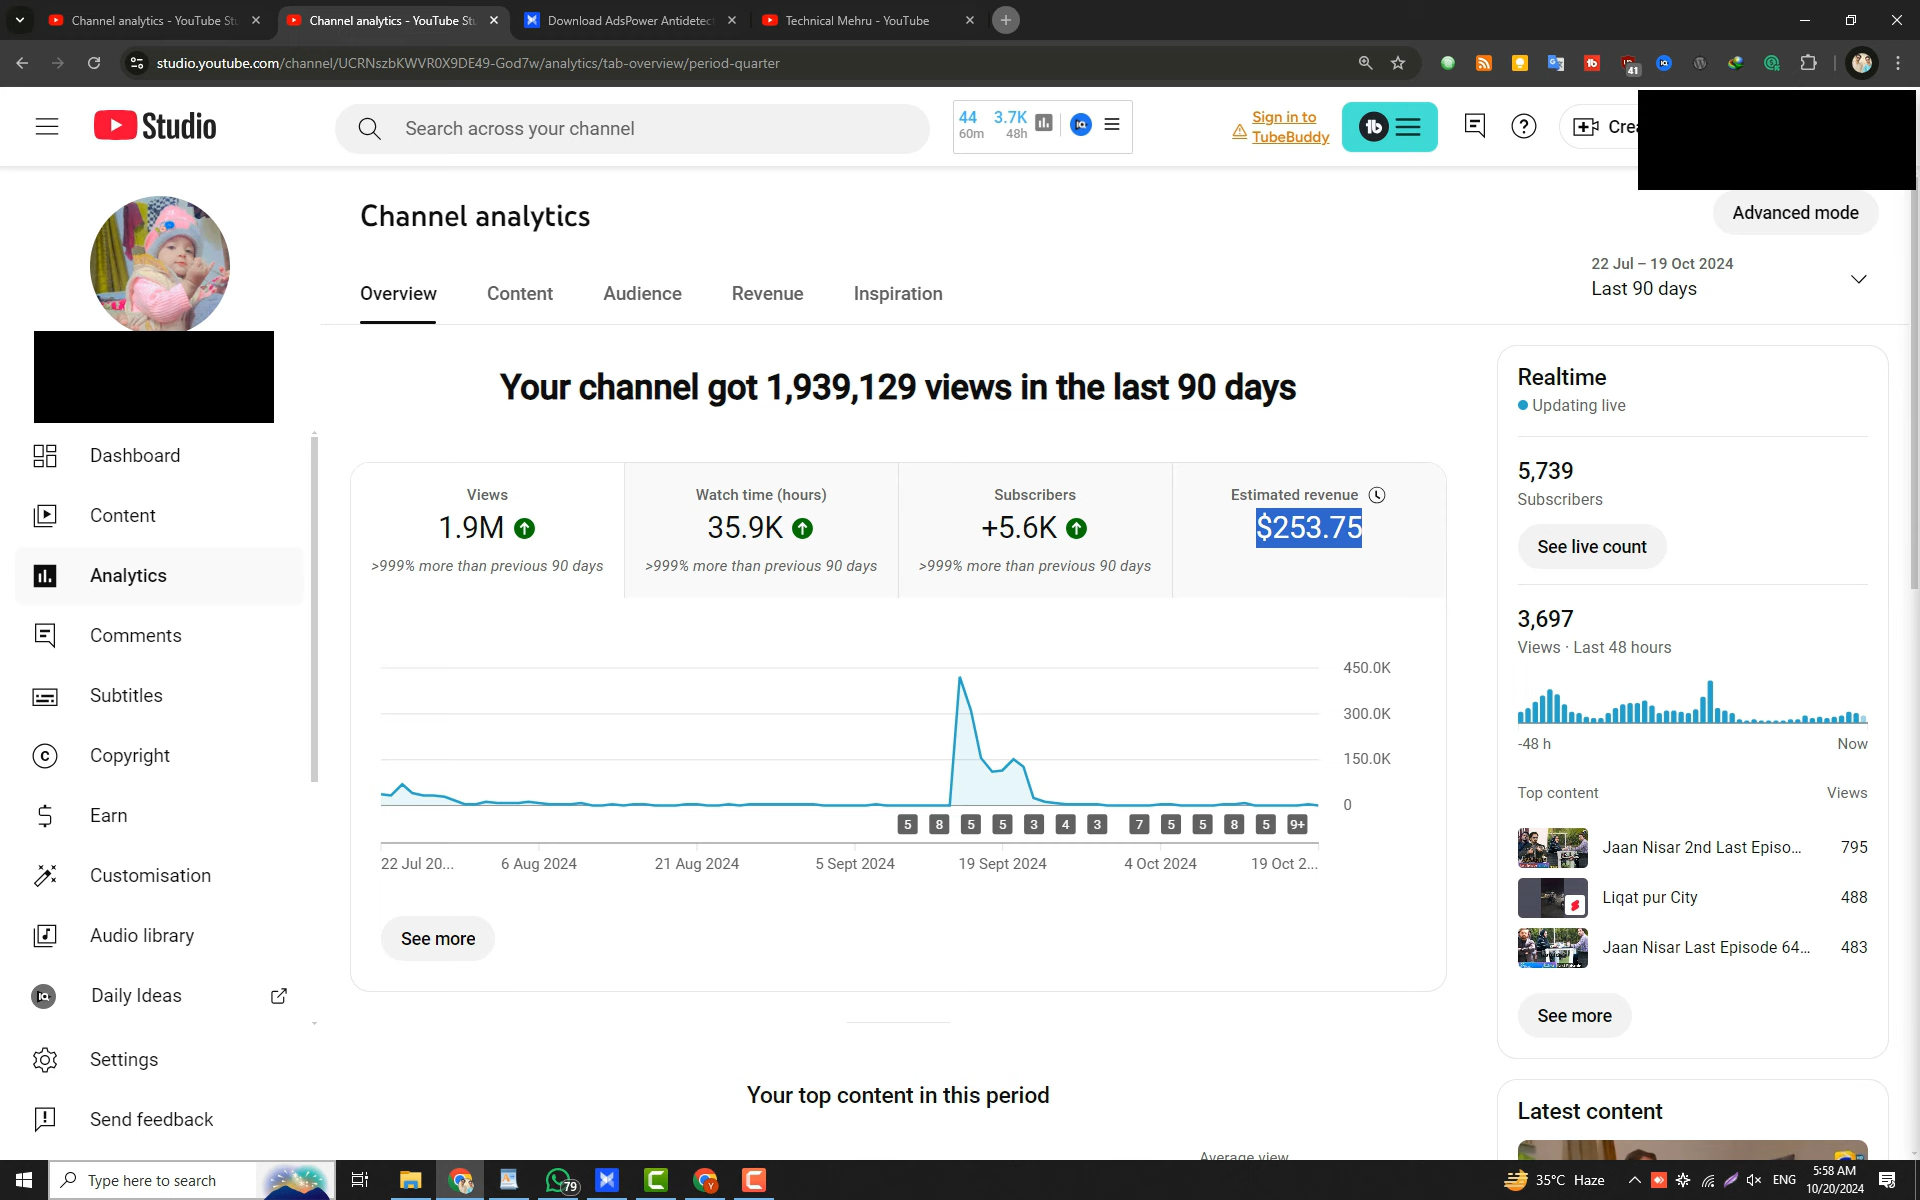 Channel analytics - YouTube Stu
Channel analytics - YouTube Stu
Download AdsPower Antidetect
Technical Mehru - YouTube
studio.youtube.com/channel/UCRNszbKWVR0X9DE49-God7w/analytics/tab-overview/period-quarter
41
Studio
Search across your channel
44 3.7K
60m 48h
Sign in to
TubeBuddy
Crea
Channel analytics
Advanced mode
22 Jul – 19 Oct 2024
Last 90 days
Overview
Content
Audience
Revenue
Inspiration
Your channel got 1,939,129 views in the last 90 days
Views
1.9M
>999% more than previous 90 days
Watch time (hours)
35.9K
>999% more than previous 90 days
Subscribers
+5.6K
>999% more than previous 90 days
Estimated revenue
$253.75
450.0K
300.0K
150.0K
0
5 8 5 5 3 4 3 7 5 5 8 5 9+
22 Jul 20...
6 Aug 2024
21 Aug 2024
5 Sept 2024
19 Sept 2024
4 Oct 2024
19 Oct 2...
See more
Your top content in this period
Average view
Dashboard
Content
Analytics
Comments
Subtitles
Copyright
Earn
Customisation
Audio library
Daily Ideas
Settings
Send feedback
Realtime
Updating live
5,739
Subscribers
See live count
3,697
Views · Last 48 hours
-48 h
Now
Top content
Views
Jaan Nisar 2nd Last Episo...
795
Liqat pur City
488
Jaan Nisar Last Episode 64...
483
See more
Latest content
Type here to search
79
35°C Haze
ENG
5:58 AM
10/20/2024